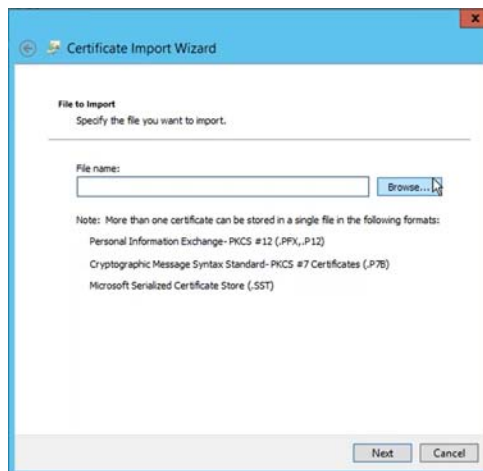 x
Certificate Import Wizard
File to Import
Specify the file you want to import.
File name:
Browse...
Note: More than one certificate can be stored in a single file in the following formats:
Personal Information Exchange- PKCS #12 (.PFX,.P12)
Cryptographic Message Syntax Standard- PKCS #7 Certificates (.P7B)
Microsoft Serialized Certificate Store (.SST)
Next Cancel